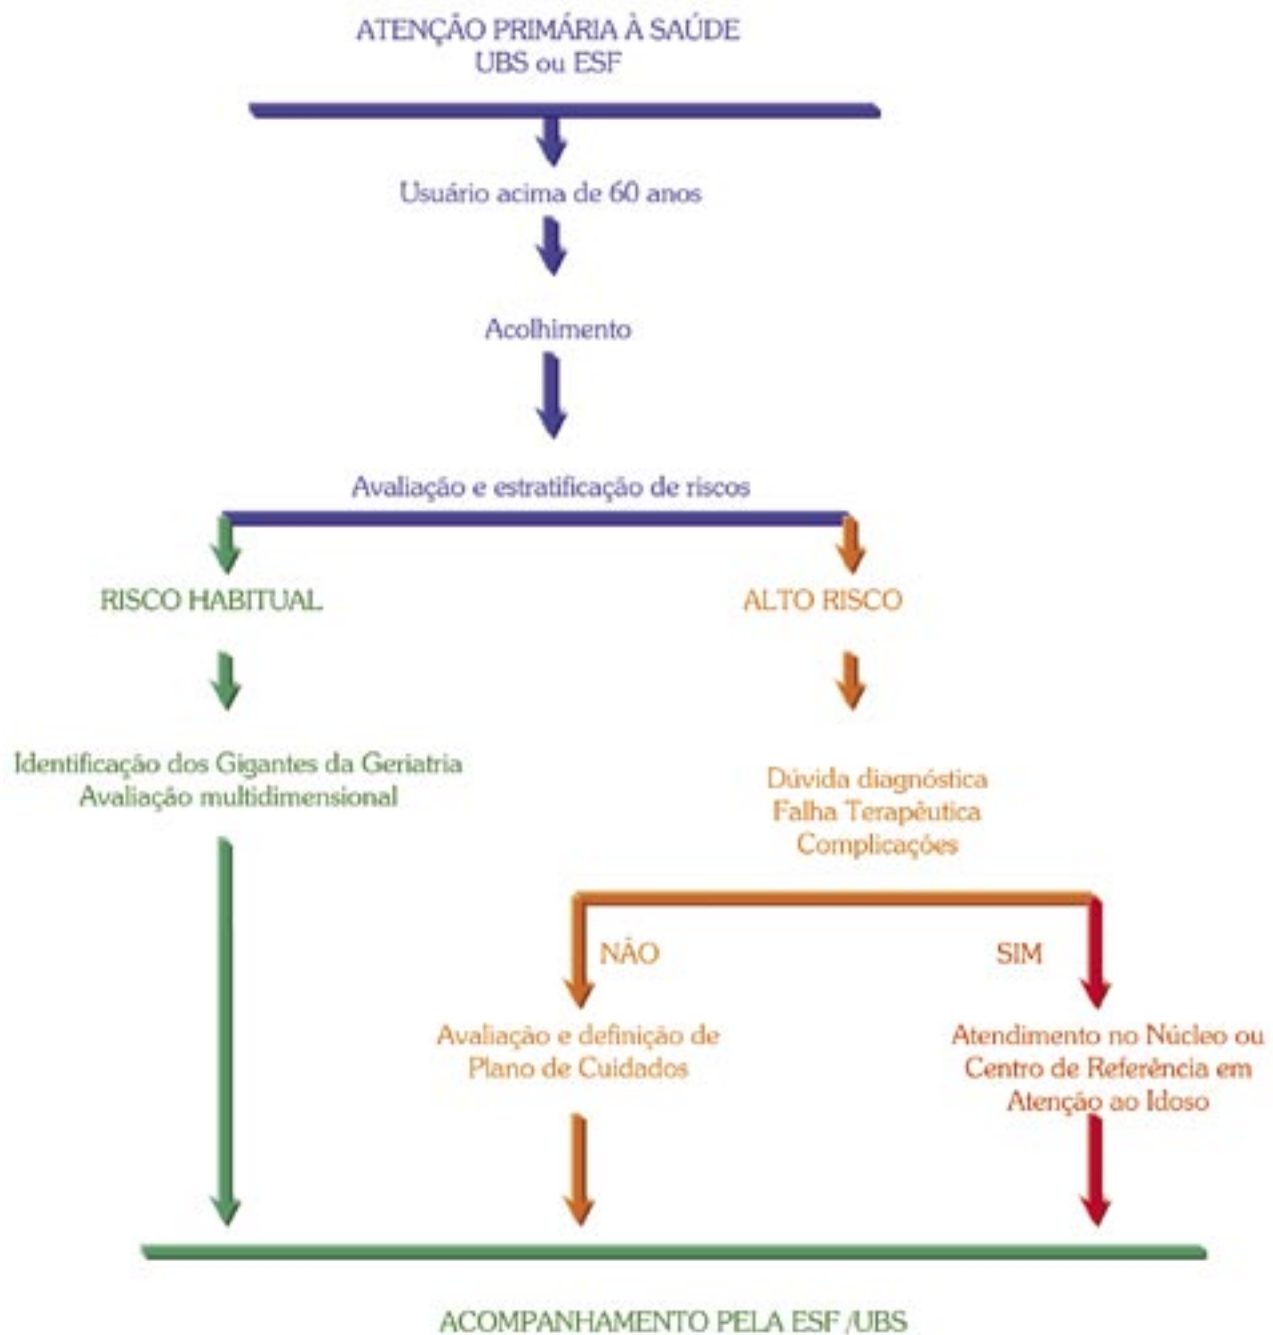 ATENÇÃO PRIMÁRIA À SAÚDE
UBS ou ESF
Usuário acima de 60 anos
Acolhimento
Avaliação e estratificação de riscos
RISCO HABITUAL
ALTO RISCO
Identificação dos Gigantes da Geriatria
Avaliação multidimensional
Dúvida diagnóstica
Falha Terapêutica
Complicações
NÃO
SIM
Avaliação e definição de
Plano de Cuidados
Atendimento no Núcleo ou
Centro de Referência em
Atenção ao Idoso
ACOMPANHAMENTO PELA ESF /UBS